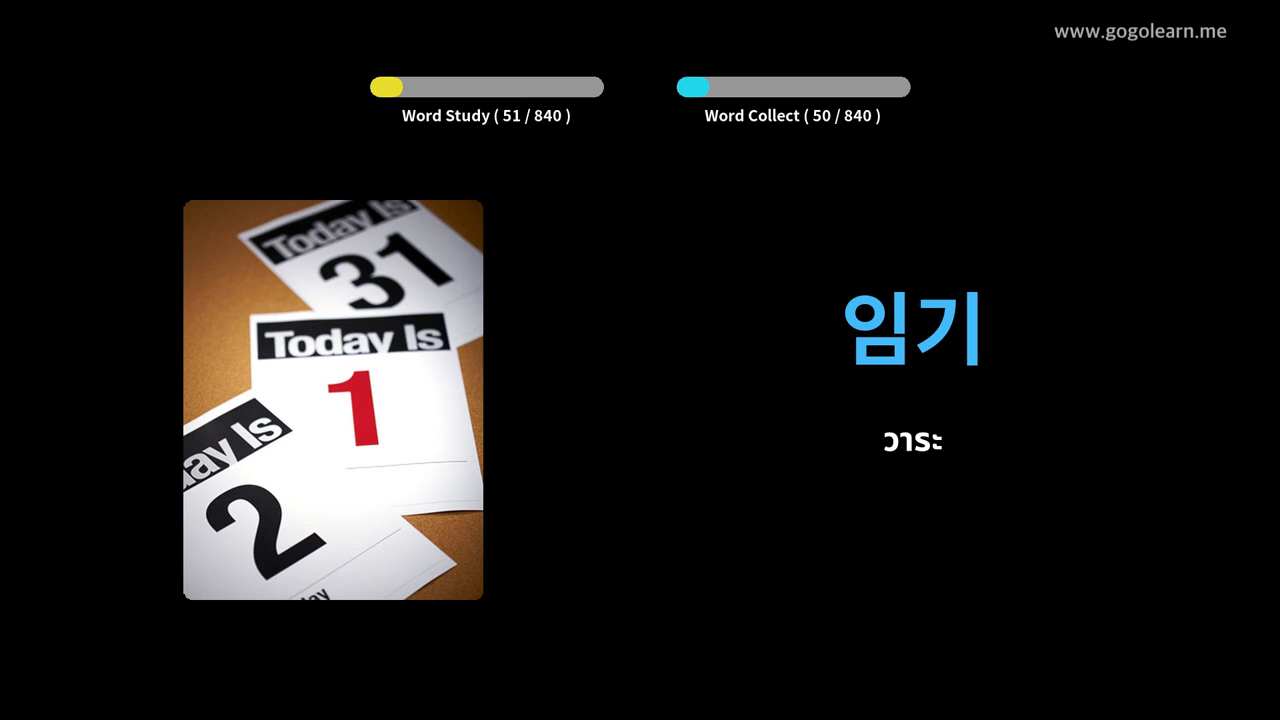 www.gogolearn.me
Word Study ( 51 / 840 )
Word Collect ( 50 / 840 )
Today Is
31
Today Is
1
ay Is
2
임기
วาระ